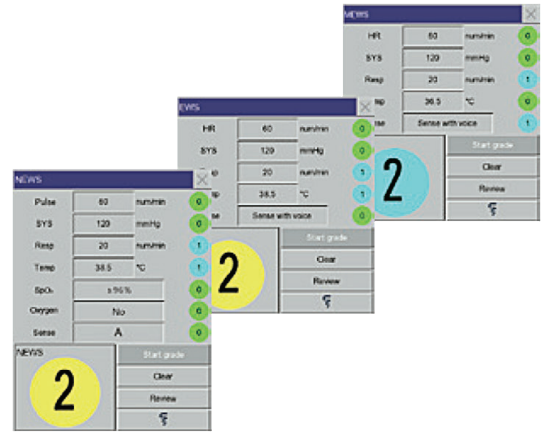 MEWS
HR 60 num/min 0
SYS 120 mmHg 0
Resp 20 num/min 1
mp 36.5 °C 0
se Sense with voice 1
2 Start grade
Clear
Review
EWS
HR 60 num/min 0
SYS 120 mmHg 0
20 num/min 1
38.5 °C 1
Sense with voice 0
2 Start grade
Clear
Review
NEWS
Pulse 60 num/min 0
SYS 120 mmHg 0
Resp 20 num/min 1
Temp 38.5 °C 1
SpO₂ ≥96% 0
Oxygen No 0
Sense A 0
NEWS
2 Start grade
Clear
Review